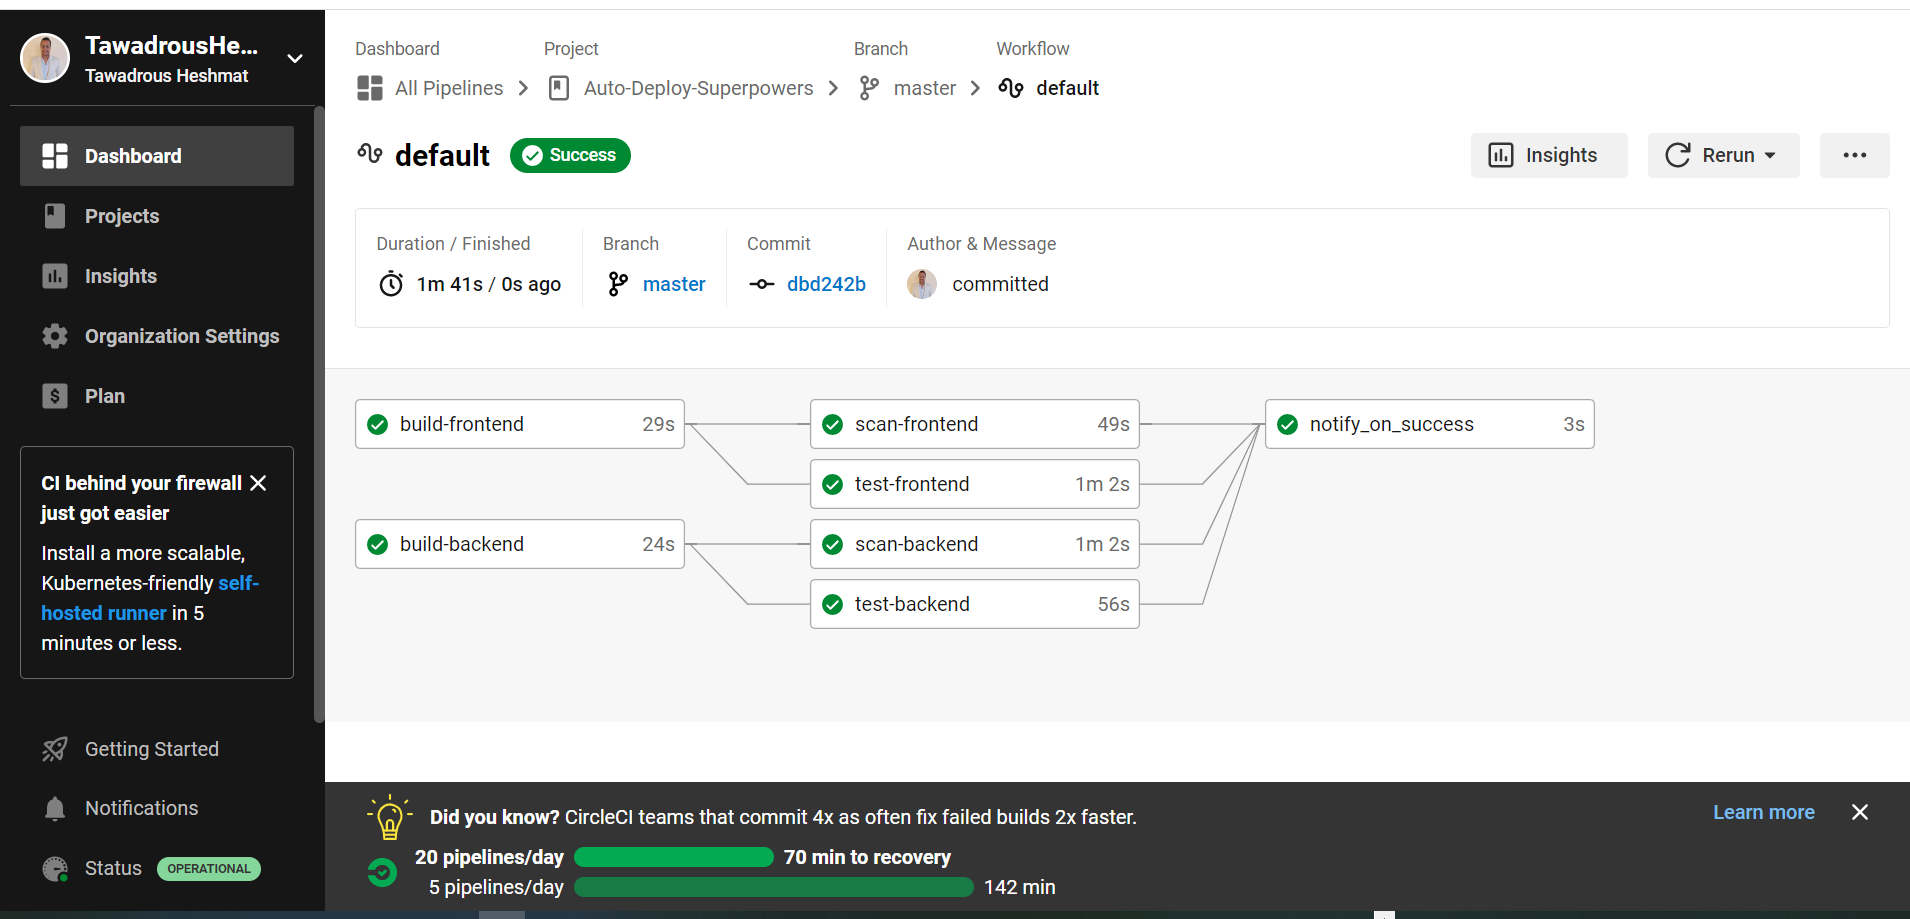 TawadrousHe...
Tawadrous Heshmat
Dashboard
Projects
Insights
Organization Settings
Plan
CI behind your firewall
just got easier
Install a more scalable,
Kubernetes-friendly self-
hosted runner in 5
minutes or less.
Getting Started
Notifications
Status OPERATIONAL
Dashboard Project Branch Workflow
All Pipelines Auto-Deploy-Superpowers master default
default Success
Insights Rerun
Duration / Finished Branch Commit Author & Message
1m 41s / 0s ago master dbd242b committed
build-frontend 29s scan-frontend 49s notify_on_success 3s
test-frontend 1m 2s
build-backend 24s scan-backend 1m 2s
test-backend 56s
Did you know? CircleCI teams that commit 4x as often fix failed builds 2x faster. Learn more
20 pipelines/day 70 min to recovery
5 pipelines/day 142 min